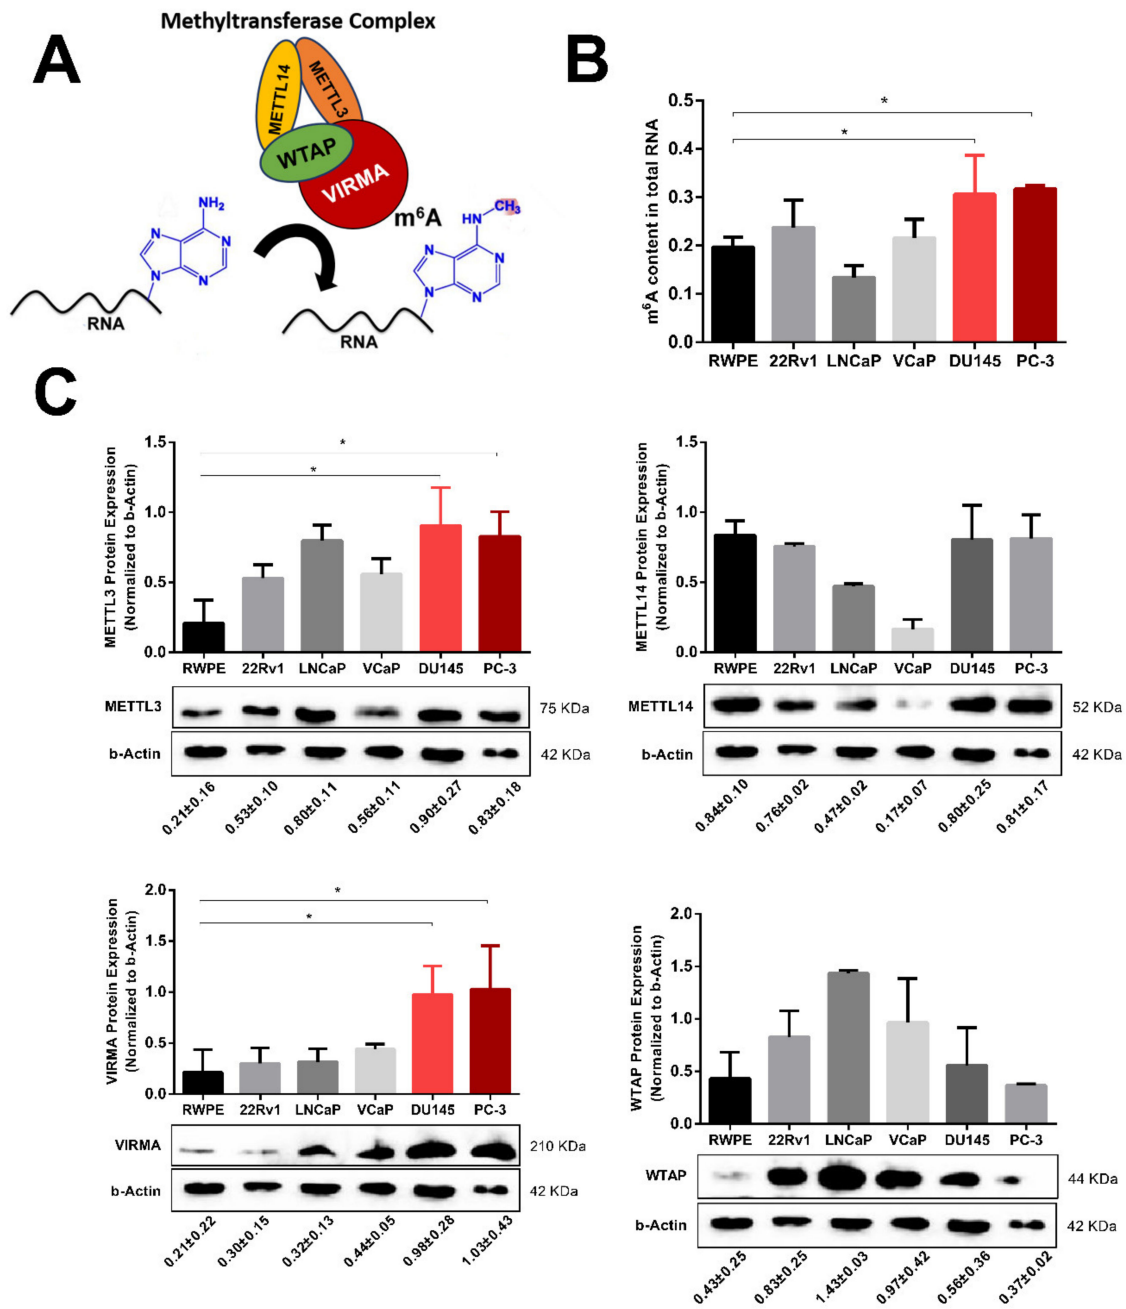 A
Methyltransferase Complex
METTL14
METTL3
WTAP
VIRMA
m⁶A
NH₂
N
N
N
N
RNA
HN
CH₃
N
N
N
N
RNA
B
m⁶A content in total RNA
0.5
0.4
0.3
0.2
0.1
0.0
*
*
RWPE 22Rv1 LNCaP VCaP DU145 PC-3
C
METTL3 Protein Expression
(Normalized to b-Actin)
1.5
1.0
0.5
0.0
*
*
RWPE 22Rv1 LNCaP VCaP DU145 PC-3
METTL3 75 KDa
b-Actin 42 KDa
0.21±0.16 0.53±0.10 0.80±0.11 0.56±0.11 0.90±0.27 0.83±0.18
METTL14 Protein Expression
(Normalized to b-Actin)
1.5
1.0
0.5
0.0
RWPE 22Rv1 LNCaP VCaP DU145 PC-3
METTL14 52 KDa
b-Actin 42 KDa
0.84±0.10 0.76±0.02 0.47±0.02 0.17±0.07 0.80±0.25 0.81±0.17
VIRMA Protein Expression
(Normalized to b-Actin)
2.0
1.5
1.0
0.5
0.0
*
*
RWPE 22Rv1 LNCaP VCaP DU145 PC-3
VIRMA 210 KDa
b-Actin 42 KDa
0.21±0.22 0.30±0.15 0.32±0.13 0.44±0.05 0.98±0.28 1.03±0.43
WTAP Protein Expression
(Normalized to b-Actin)
2.0
1.5
1.0
0.5
0.0
RWPE 22Rv1 LNCaP VCaP DU145 PC-3
WTAP 44 KDa
b-Actin 42 KDa
0.43±0.25 0.83±0.25 1.43±0.03 0.97±0.42 0.56±0.36 0.37±0.02